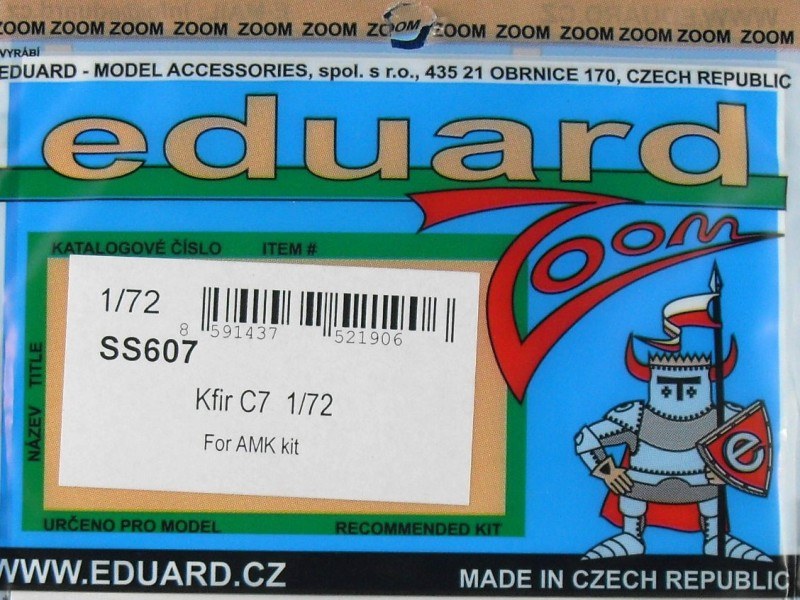 ZOOM ZOOM ZOOM ZOOM ZOOM ZOOM ZOOM ZOOM ZOOM ZOOM ZOOM ZOOM ZOOM
VYRÁBÍ
EDUARD - MODEL ACCESSORIES, spol. s r.o., 435 21 OBRNICE 170, CZECH REPUBLIC
eduard
Zoom
KATALOGOVÉ ČÍSLO ITEM #
1/72
8 591437 521906
SS607
Kfir C7 1/72
For AMK kit
NÁZEV TITLE
e
URČENO PRO MODEL RECOMMENDED KIT
WWW.EDUARD.CZ
MADE IN CZECH REPUBLIC